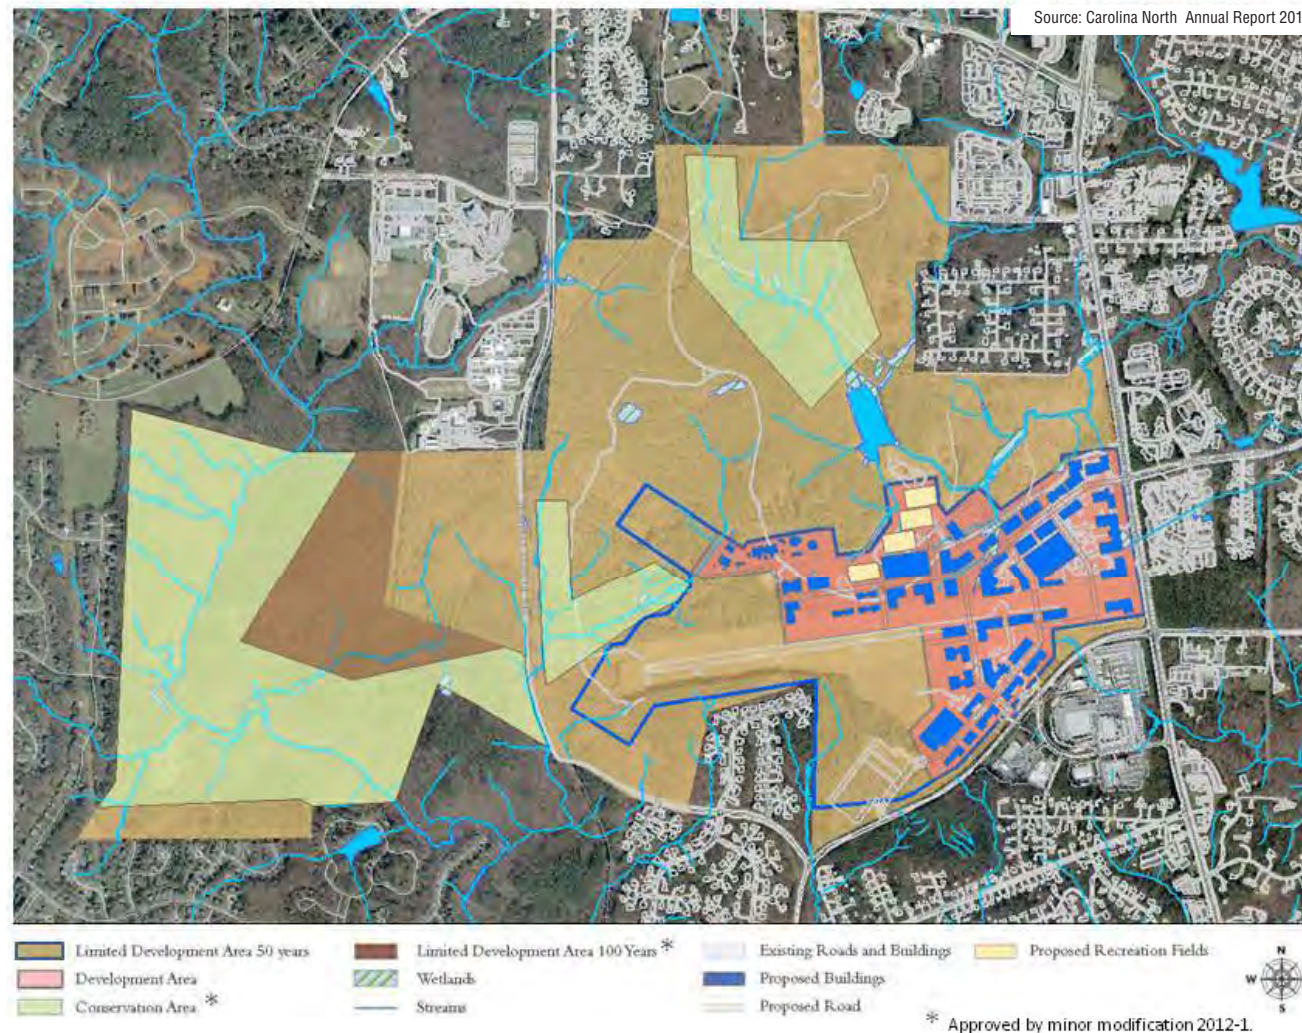 Source: Carolina North Annual Report 201
Limited Development Area 50 years
Limited Development Area 100 Years *
Existing Roads and Buildings
Proposed Recreation Fields
Development Area
Wetlands
Proposed Buildings
Conservation Area *
Streams
Proposed Road
N
W
S
* Approved by minor modification 2012-1.